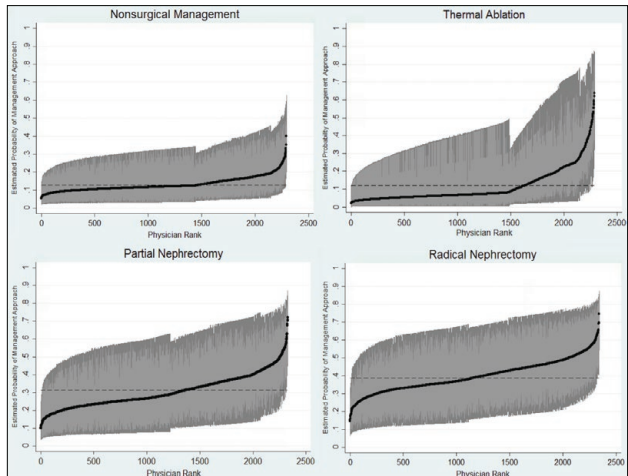 Nonsurgical Management
Estimated Probability of Management Approach
0 .1 .2 .3 .4 .5 .6 .7 .8 .9 1
0 500 1000 1500 2000 2500
Physician Rank
Thermal Ablation
Estimated Probability of Management Approach
0 .1 .2 .3 .4 .5 .6 .7 .8 .9 1
0 500 1000 1500 2000 2500
Physician Rank
Partial Nephrectomy
Estimated Probability of Management Approach
0 .1 .2 .3 .4 .5 .6 .7 .8 .9 1
0 500 1000 1500 2000 2500
Physician Rank
Radical Nephrectomy
Estimated Probability of Management Approach
0 .1 .2 .3 .4 .5 .6 .7 .8 .9 1
0 500 1000 1500 2000 2500
Physician Rank